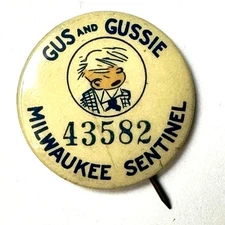 GUS AND GUSSIE
43582
MILWAUKEE SENTINEL